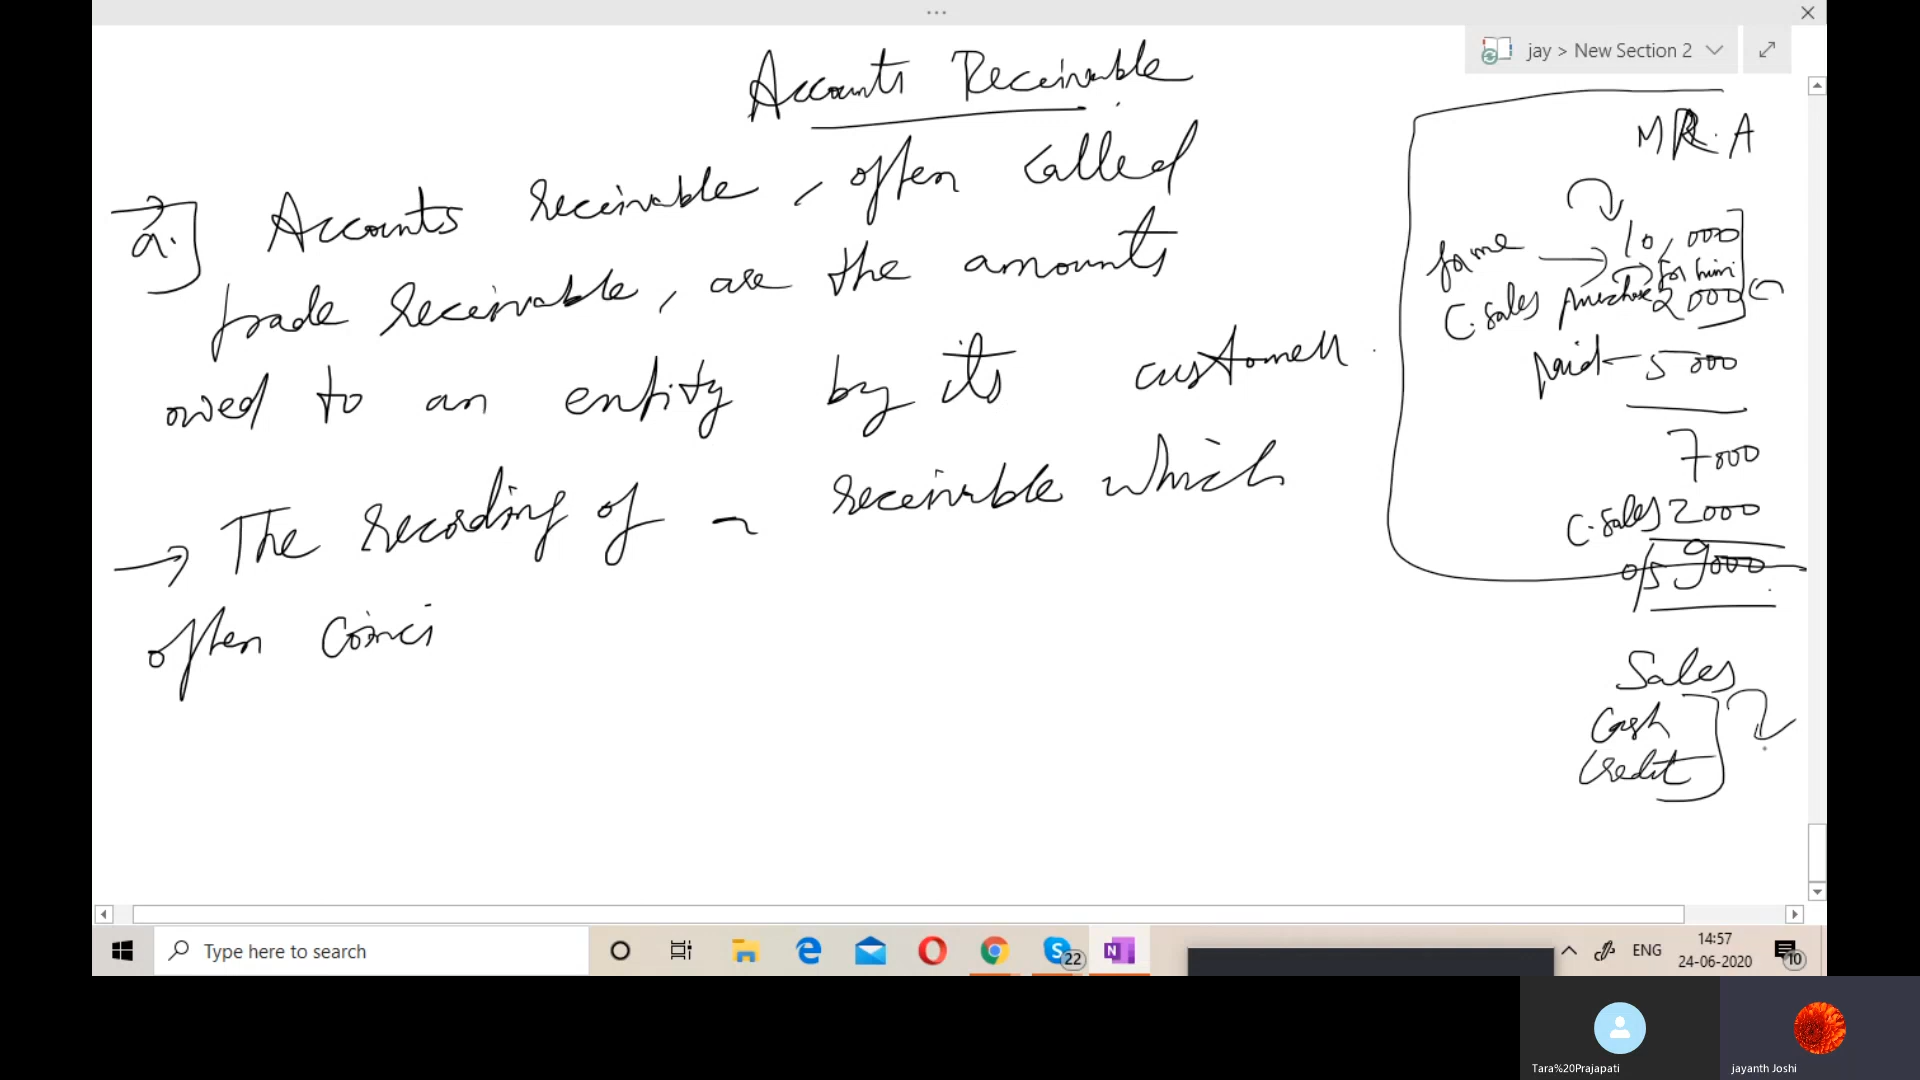 jay > New Section 2
Accounts Receivable
a. Accounts receivable, often called
trade receivable, are the amounts
owed to an entity by its customer
→ The recording of a receivable which
often coinci
MR. A
10,000
for him
C. Sales purchase 2000
paid - 5000
7000
C. Sales 2000
o/s 9000
Sales
Cash
Credit
Type here to search
22
ENG
14:57
24-06-2020
10
Tara%20Prajapati
jayanth Joshi